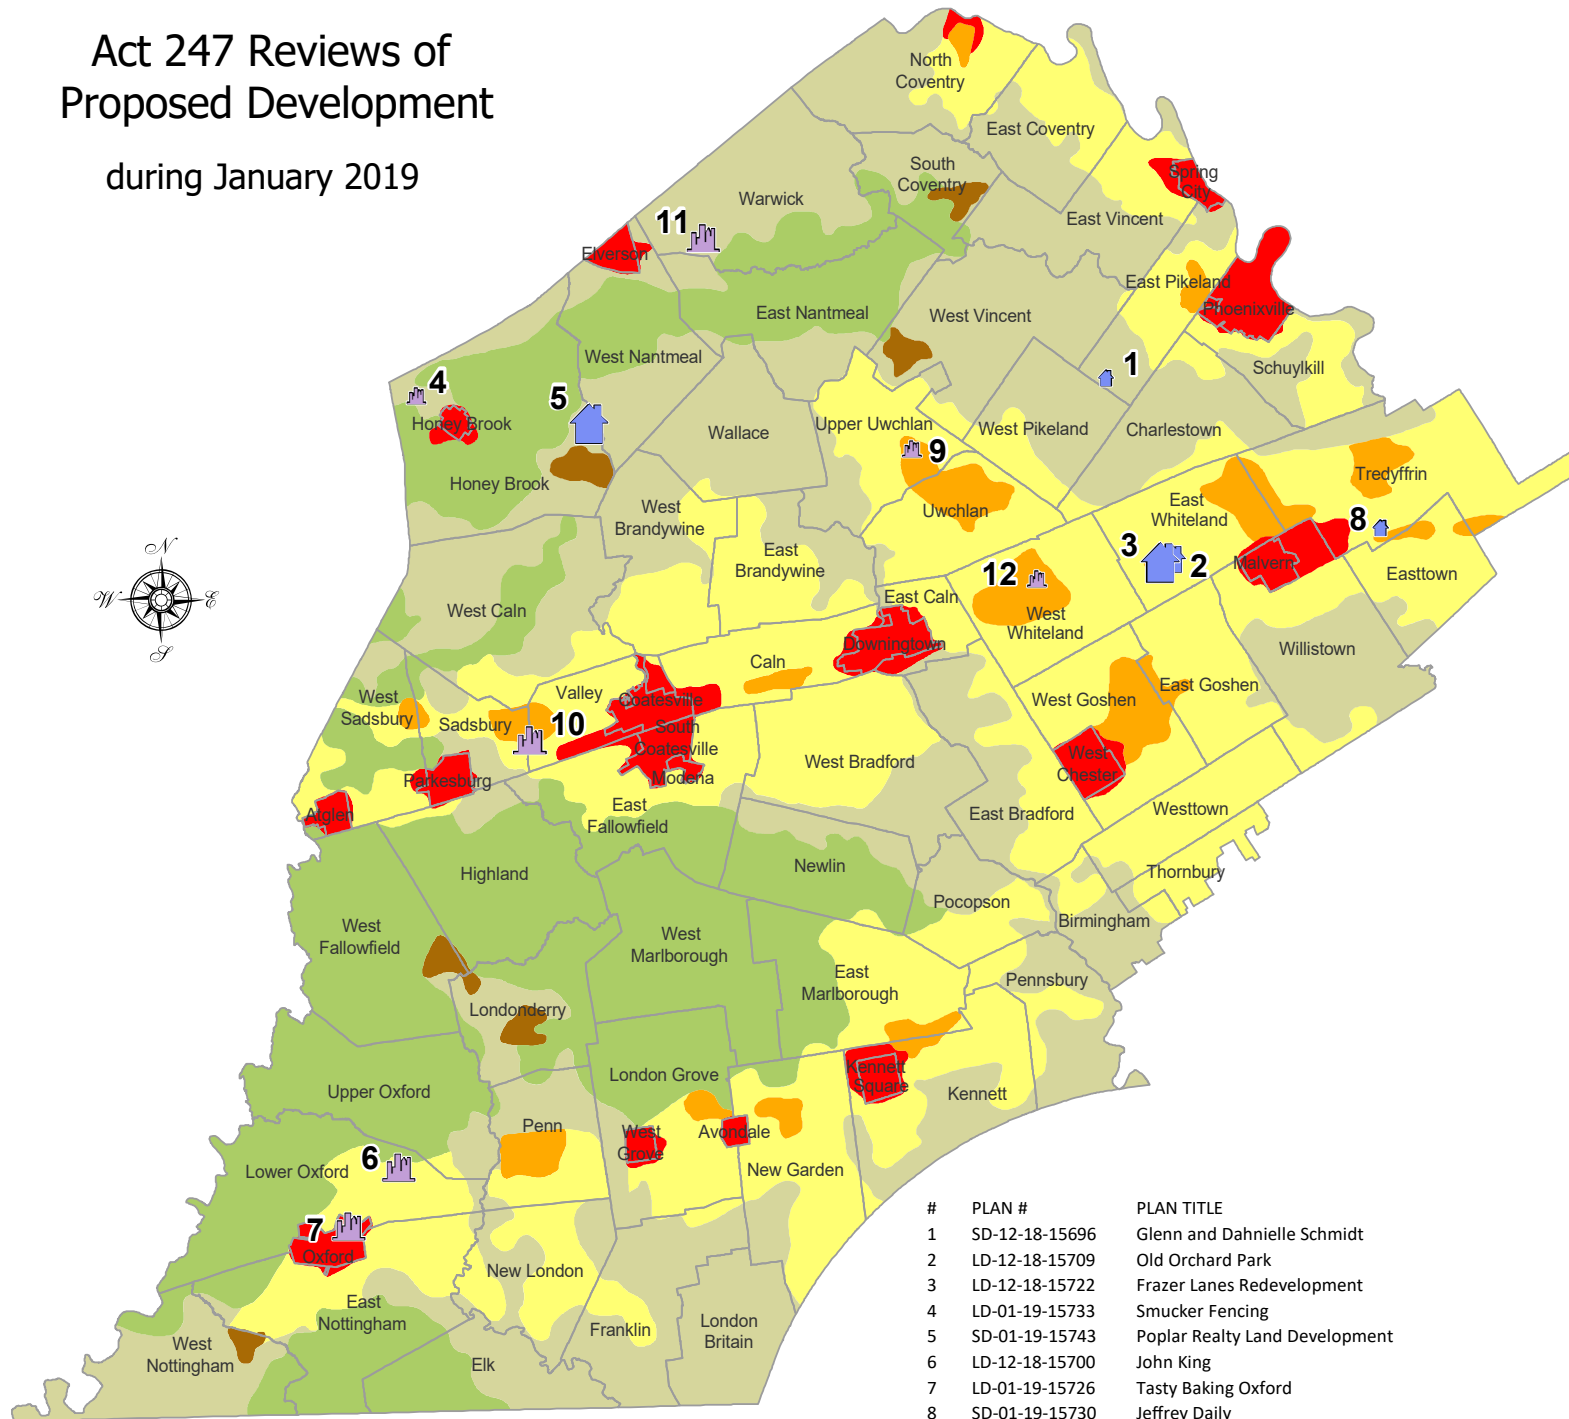 Act 247 Reviews of
Proposed Development
during January 2019
North
Coventry
East Coventry
South
Coventry
Spring
City
Warwick
11
East Vincent
Elverson
East Pikeland
Phoenixville
East Nantmeal
West Vincent
West Nantmeal
1
Schuylkill
4
5
Honey Brook
Upper Uwchlan
West Pikeland
Charlestown
Wallace
9
Tredyffrin
Honey Brook
West
Brandywine
Uwchlan
East
Whiteland
8
3
2
Malvern
Easttown
N
W
E
S
East
Brandywine
12
East Caln
West
Whiteland
West Caln
Downingtown
Willistown
Caln
West
Sadsbury
Valley
Coatesville
West Goshen
East Goshen
Sadsbury
10
South
Coatesville
Modena
West Bradford
West
Chester
Parkesburg
Atglen
East
Fallowfield
East Bradford
Westtown
Highland
Newlin
Thornbury
Pocopson
Birmingham
West
Fallowfield
West
Marlborough
East
Marlborough
Pennsbury
Londonderry
London Grove
Kennett
Square
Upper Oxford
Kennett
Penn
West
Grove
Avondale
6
Lower Oxford
New Garden
7
Oxford
New London
East
Nottingham
Franklin
London
Britain
West
Nottingham
Elk
# PLAN # PLAN TITLE
1 SD-12-18-15696 Glenn and Dahnielle Schmidt
2 LD-12-18-15709 Old Orchard Park
3 LD-12-18-15722 Frazer Lanes Redevelopment
4 LD-01-19-15733 Smucker Fencing
5 SD-01-19-15743 Poplar Realty Land Development
6 LD-12-18-15700 John King
7 LD-01-19-15726 Tasty Baking Oxford
8 SD-01-19-15730 Jeffrey Daily